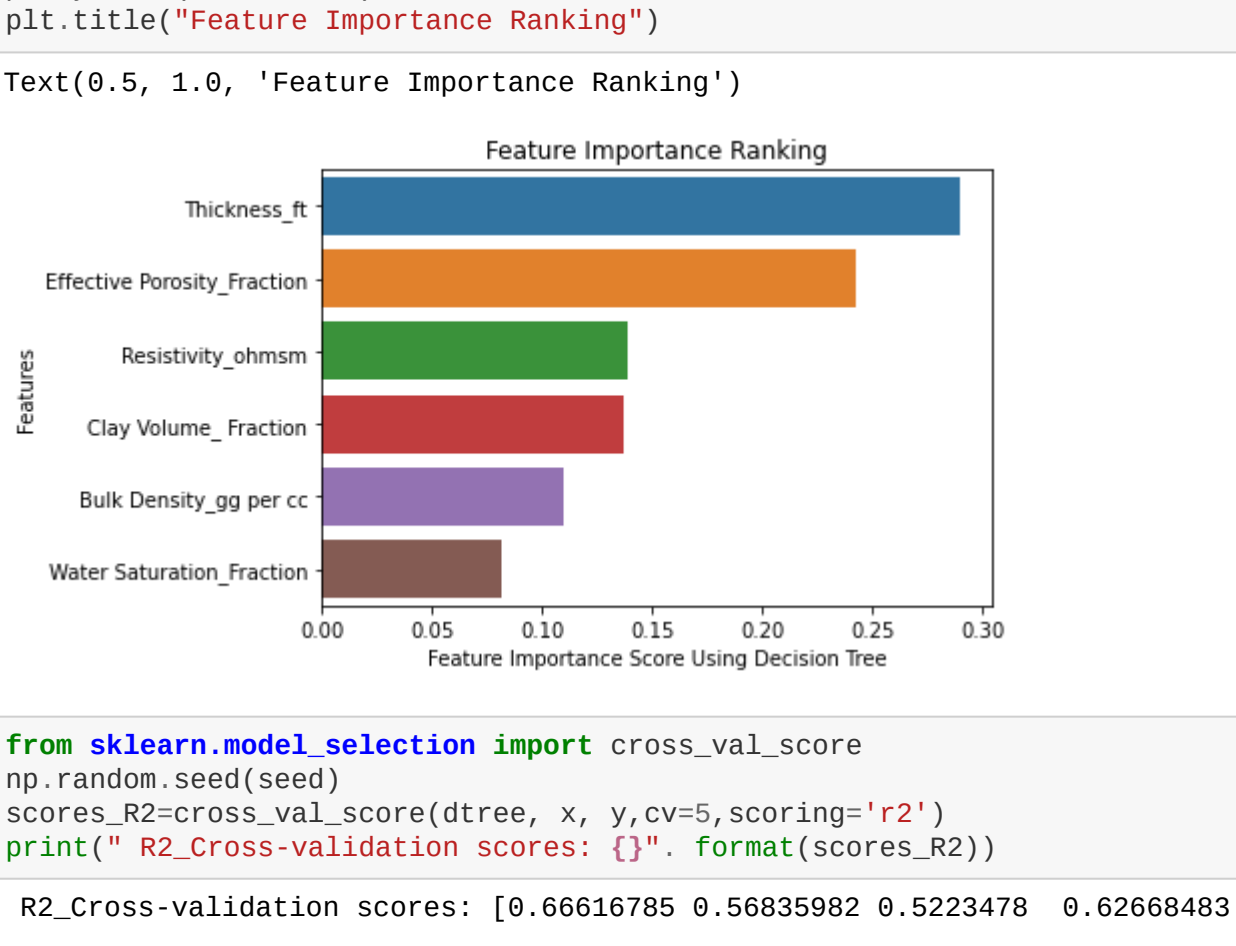 plt.title("Feature Importance Ranking")
Text(0.5, 1.0, 'Feature Importance Ranking')
Feature Importance Ranking
Thickness_ft
Effective Porosity_Fraction
Resistivity_ohmsm
Clay Volume_ Fraction
Bulk Density_gg per cc
Water Saturation_Fraction
Features
0.00 0.05 0.10 0.15 0.20 0.25 0.30
Feature Importance Score Using Decision Tree
from sklearn.model_selection import cross_val_score
np.random.seed(seed)
scores_R2=cross_val_score(dtree, x, y,cv=5,scoring='r2')
print(" R2_Cross-validation scores: {}". format(scores_R2))
R2_Cross-validation scores: [0.66616785 0.56835982 0.5223478  0.62668483